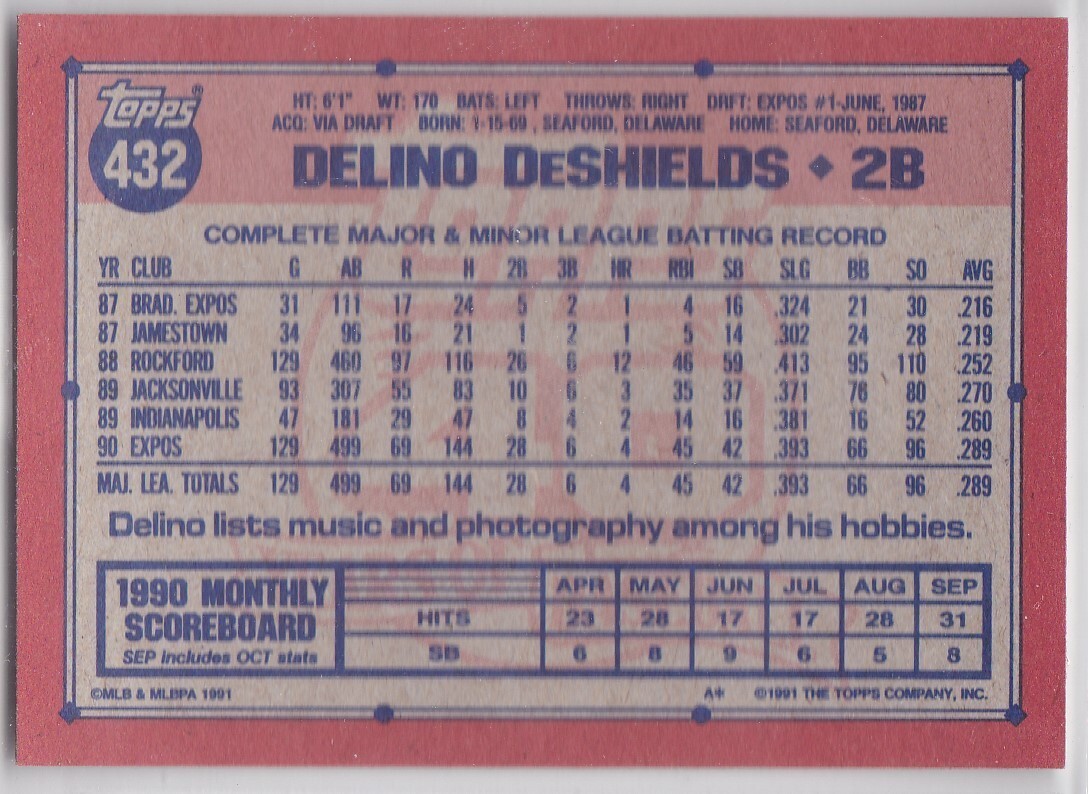 Topps®
432
HT: 6'1" WT: 170 BATS: LEFT THROWS: RIGHT DRFT: EXPOS #1-JUNE, 1987
ACQ: VIA DRAFT BORN: 1-15-69 , SEAFORD, DELAWARE HOME: SEAFORD, DELAWARE
DELINO DeSHIELDS ◆ 2B
COMPLETE MAJOR & MINOR LEAGUE BATTING RECORD
YR CLUB G AB R H 2B 3B HR RBI SB SLG BB SO AVG
87 BRAD. EXPOS 31 111 17 24 5 2 1 4 16 .324 21 30 .216
87 JAMESTOWN 34 96 16 21 1 2 1 5 14 .302 24 28 .219
88 ROCKFORD 129 460 97 116 26 6 12 46 59 .413 95 110 .252
89 JACKSONVILLE 93 307 55 83 10 6 3 35 37 .371 76 80 .270
89 INDIANAPOLIS 47 181 29 47 8 4 2 14 16 .381 16 52 .260
90 EXPOS 129 499 69 144 28 6 4 45 42 .393 66 96 .289
MAJ. LEA. TOTALS 129 499 69 144 28 6 4 45 42 .393 66 96 .289
Delino lists music and photography among his hobbies.
1990 MONTHLY
SCOREBOARD
SEP includes OCT stats
APR MAY JUN JUL AUG SEP
HITS 23 28 17 17 28 31
SB 6 8 9 6 5 8
©MLB & MLBPA 1991 A* ©1991 THE TOPPS COMPANY, INC.